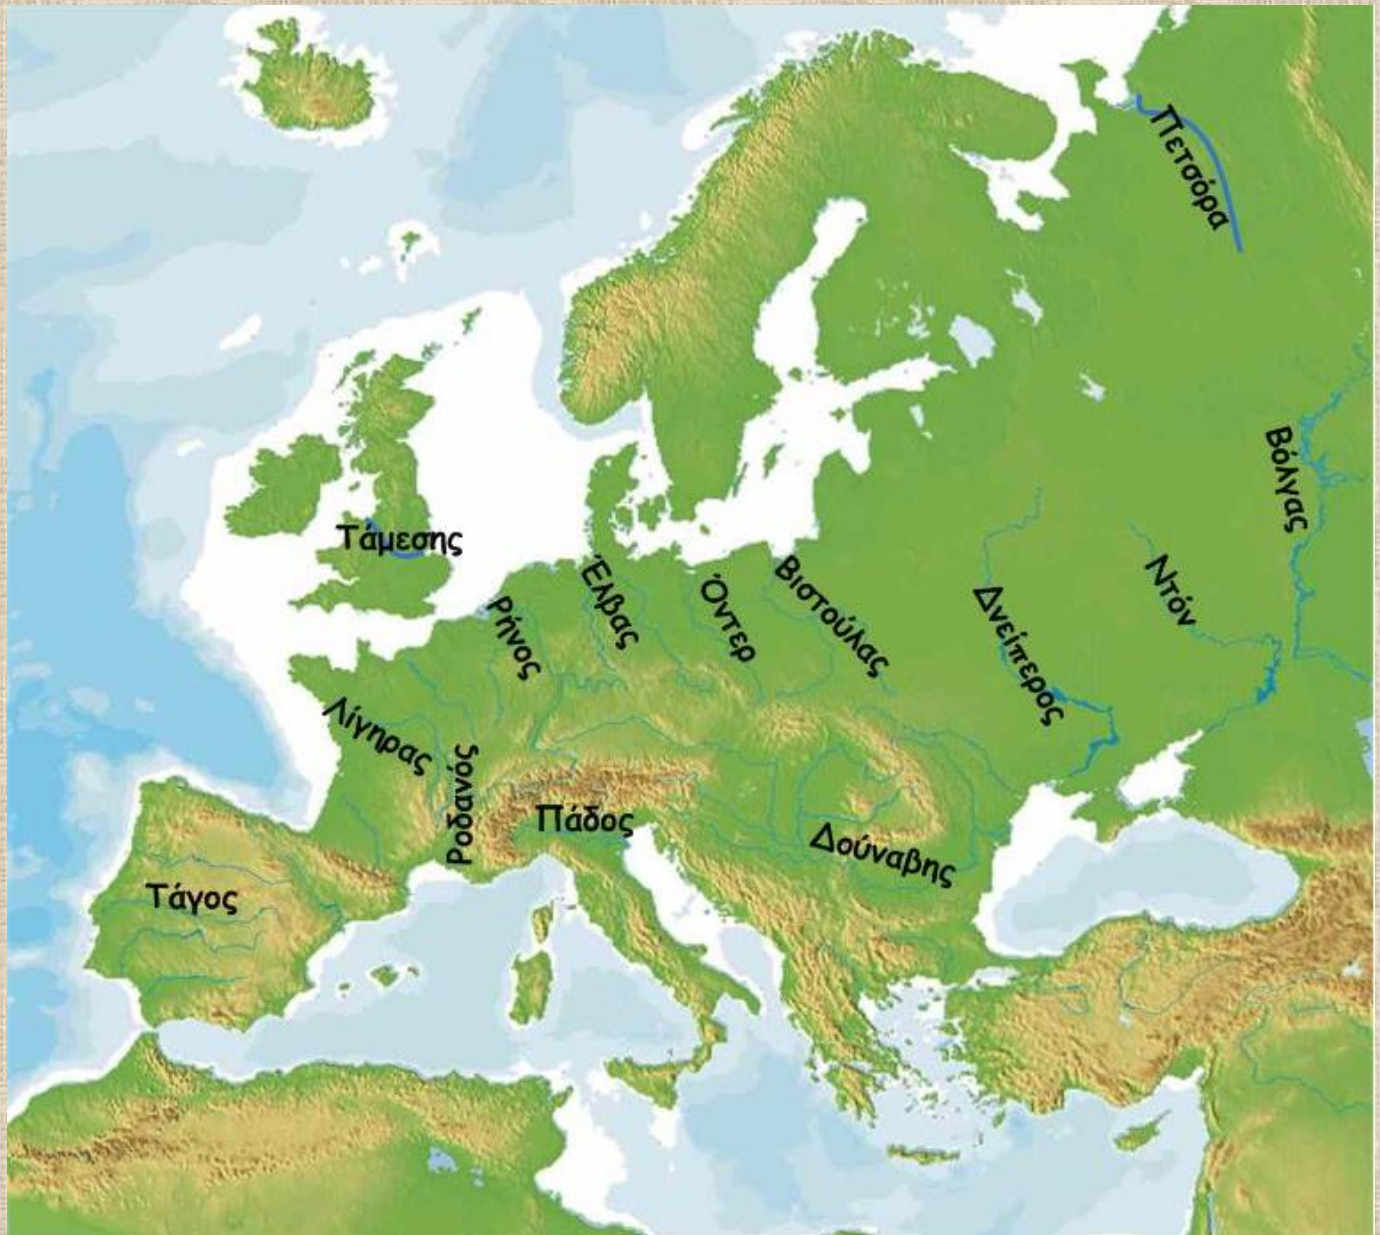 Πετσόρα
Βόλγας
Τάμεσης
Ρήνος
Έλβας
Όντερ
Βιστούλας
Δνείπερος
Ντόν
Λίγηρας
Ροδανός
Πάδος
Δούναβης
Τάγος